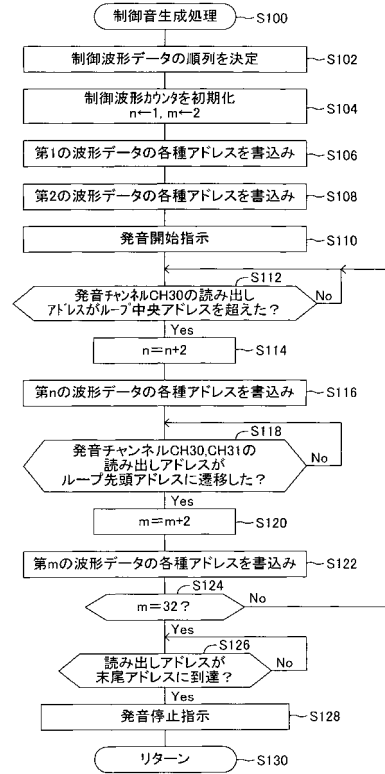 制御音生成処理
S100
制御波形データの順列を決定
S102
制御波形カウンタを初期化
n←1, m←2
S104
第1の波形データの各種アドレスを書込み
S106
第2の波形データの各種アドレスを書込み
S108
発音開始指示
S110
S112
発音チャンネルCH30の読み出し
アドレスがループ中央アドレスを超えた？
No
Yes
n=n+2
S114
第nの波形データの各種アドレスを書込み
S116
S118
発音チャンネルCH30,CH31の
読み出しアドレスが
ループ先頭アドレスに遷移した？
No
Yes
m=m+2
S120
第mの波形データの各種アドレスを書込み
S122
S124
m=32？
No
Yes
S126
読み出しアドレスが
末尾アドレスに到達？
No
Yes
発音停止指示
S128
リターン
S130